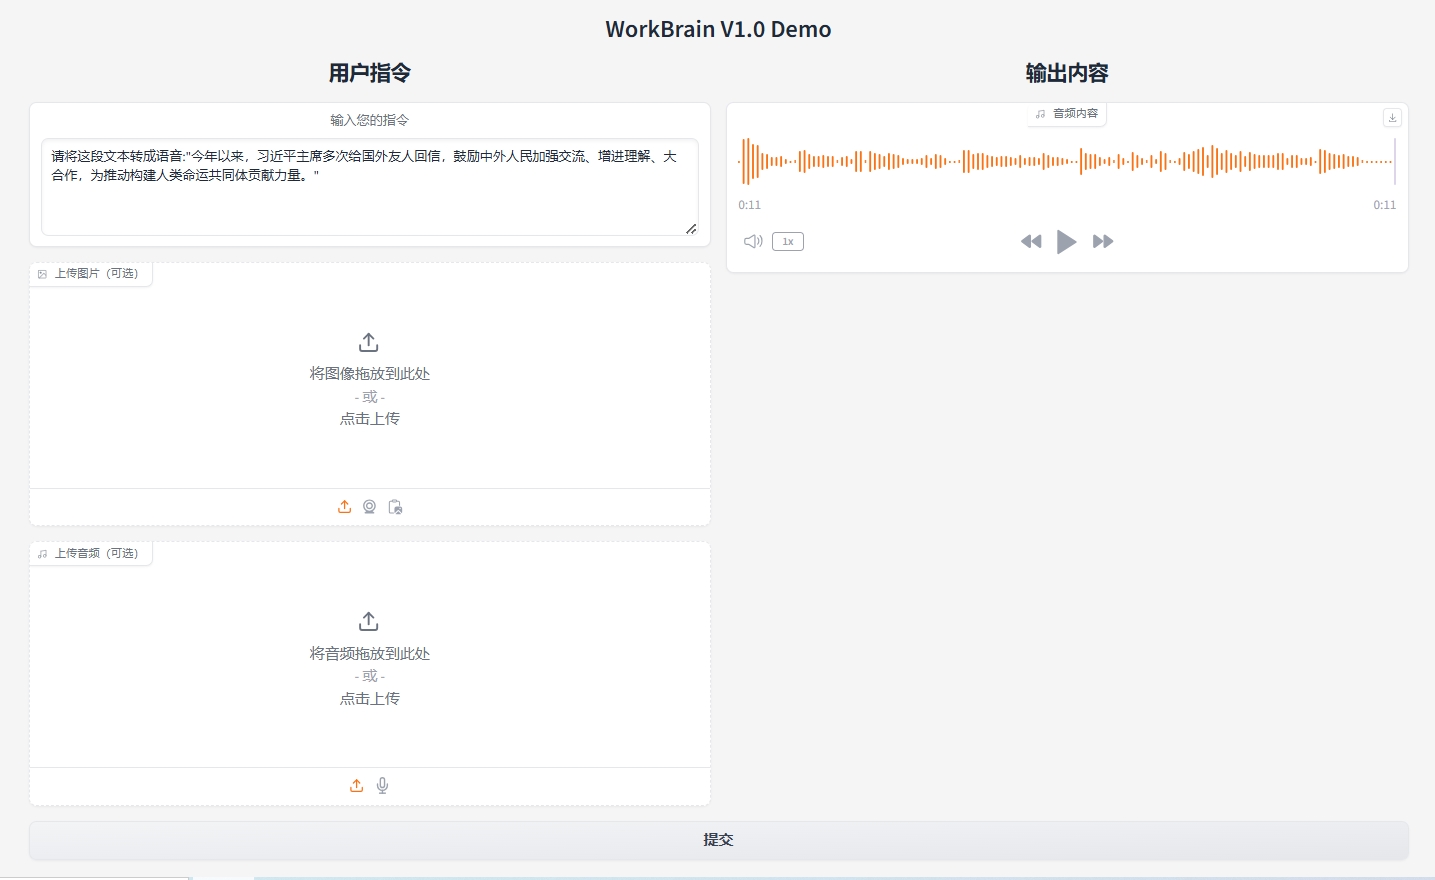 WorkBrain V1.0 Demo
用户指令
输入您的指令
请将这段文本转成语音:"今年以来，习近平主席多次给国外友人回信，鼓励中外人民加强交流、增进理解、大
合作，为推动构建人类命运共同体贡献力量。"
上传图片（可选）
将图像拖放到此处
- 或 -
点击上传
上传音频（可选）
将音频拖放到此处
- 或 -
点击上传
输出内容
音频内容
0:11
0:11
1x
提交